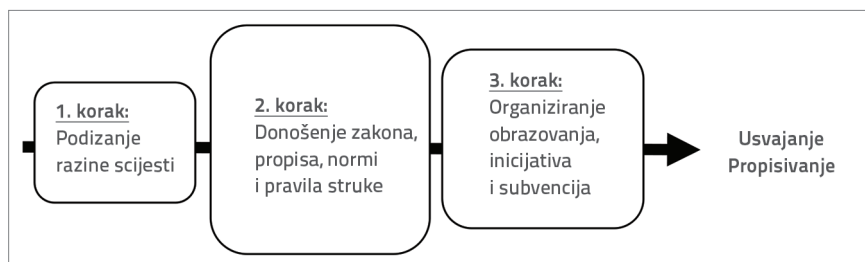 1. korak:
Podizanje
razine scijesti
2. korak:
Donošenje zakona,
propisa, normi
i pravila struke
3. korak:
Organiziranje
obrazovanja,
inicijativa
i subvencija
Usvajanje
Propisivanje